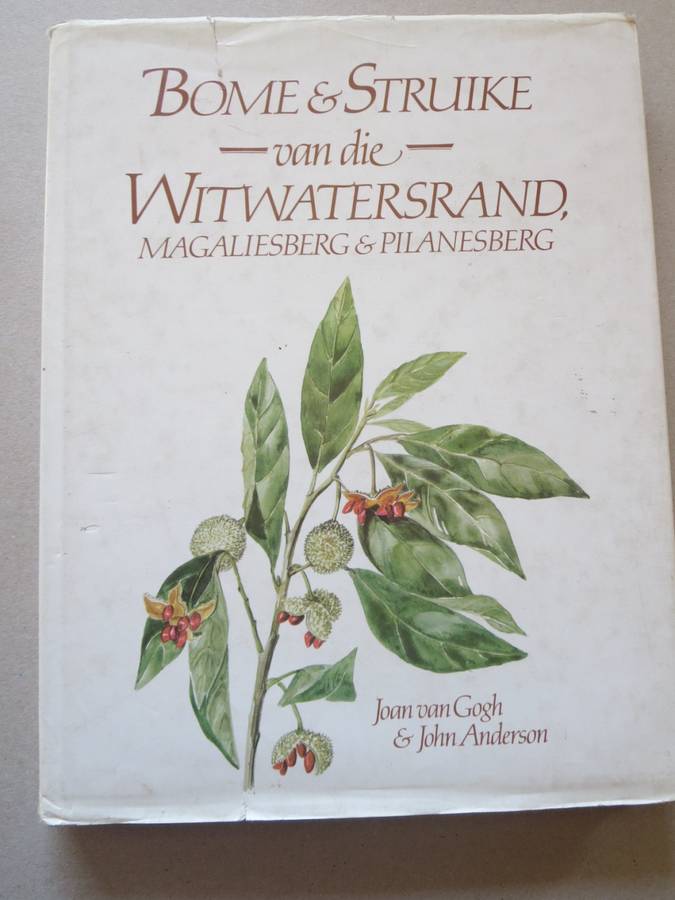 BOME & STRUIKE
— van die —
WITWATERSRAND,
MAGALIESBERG & PILANESBERG
Joan van Gogh
& John Anderson